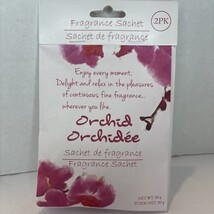 Fragrance Sachet
Sachet de fragrance
2PK
Enjoy every moment.
Delight and relax in the pleasures
of continuous fine fragrance...
wherever you like.
Orchid
Orchidée
Sachet de fragrance
Fragrance Sachet